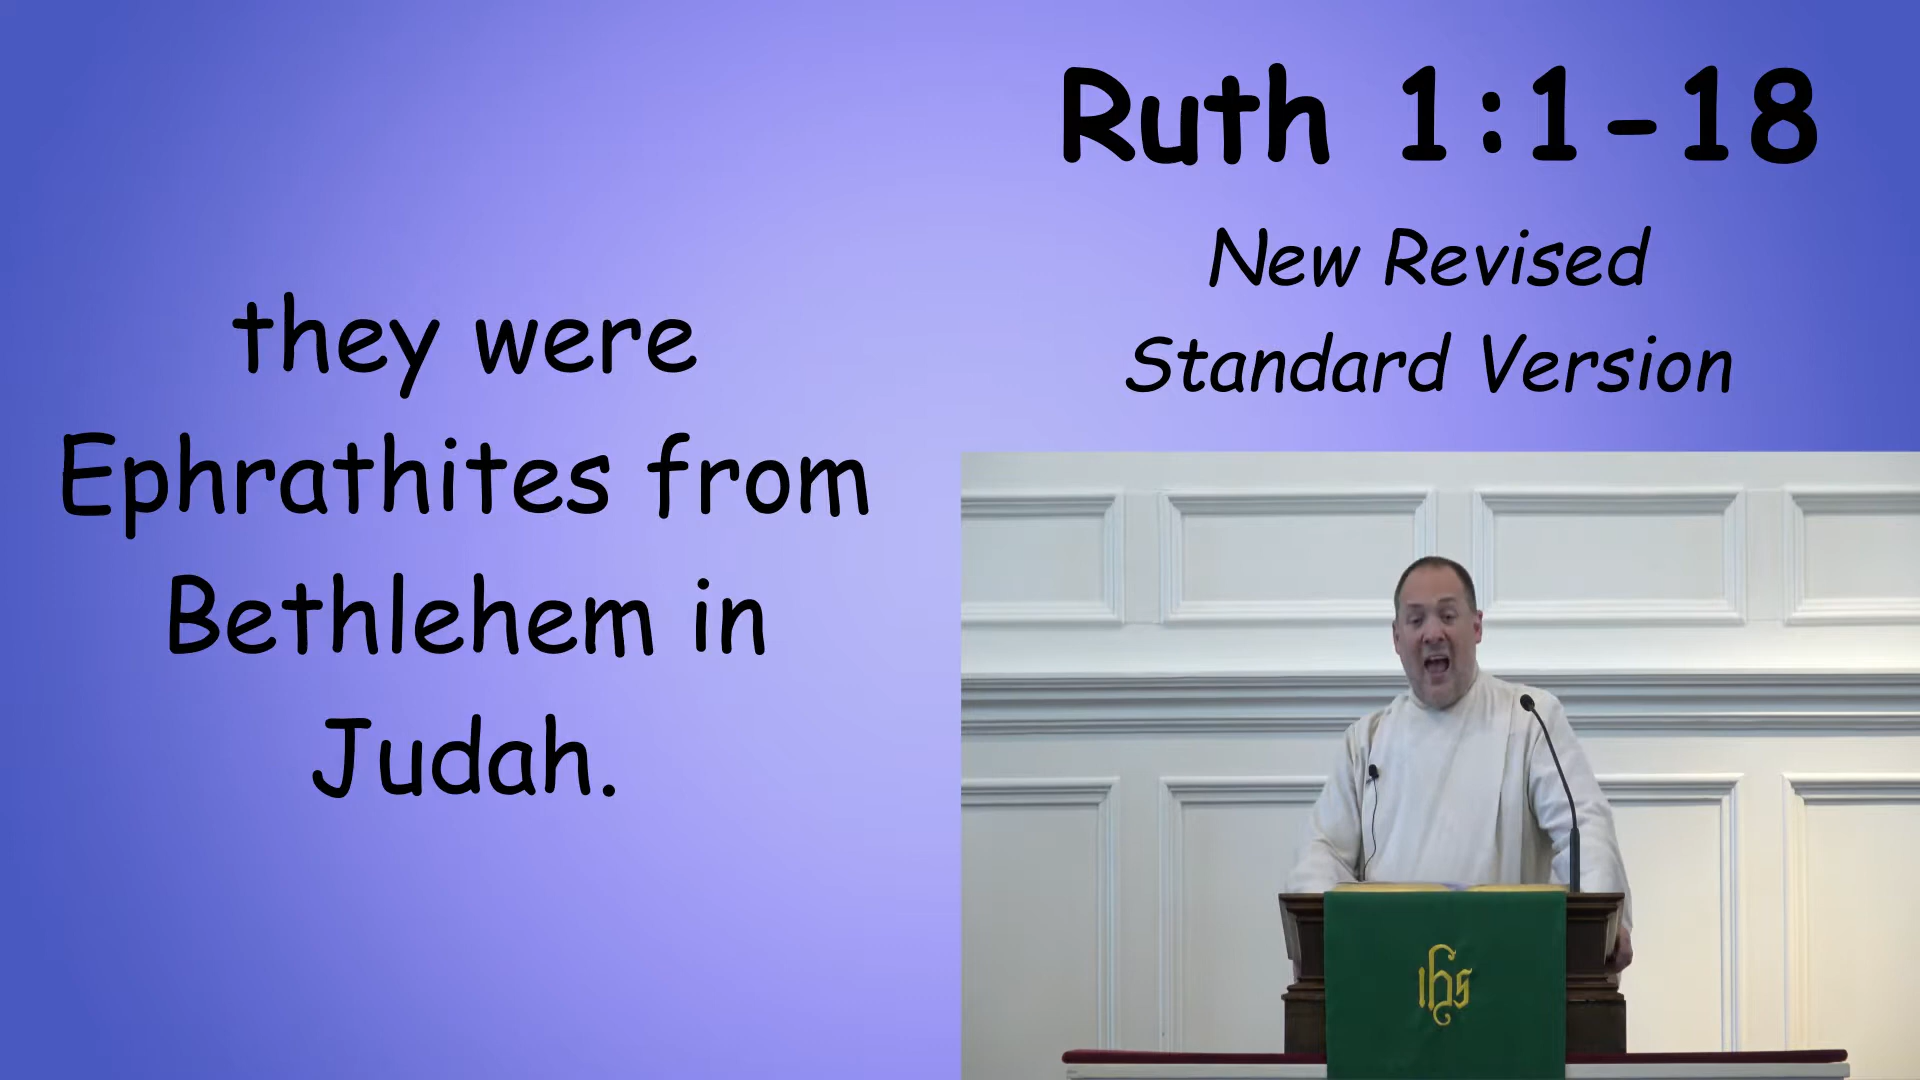 they were
Ephrathites from
Bethlehem in
Judah.
Ruth 1:1-18
New Revised
Standard Version
ihs